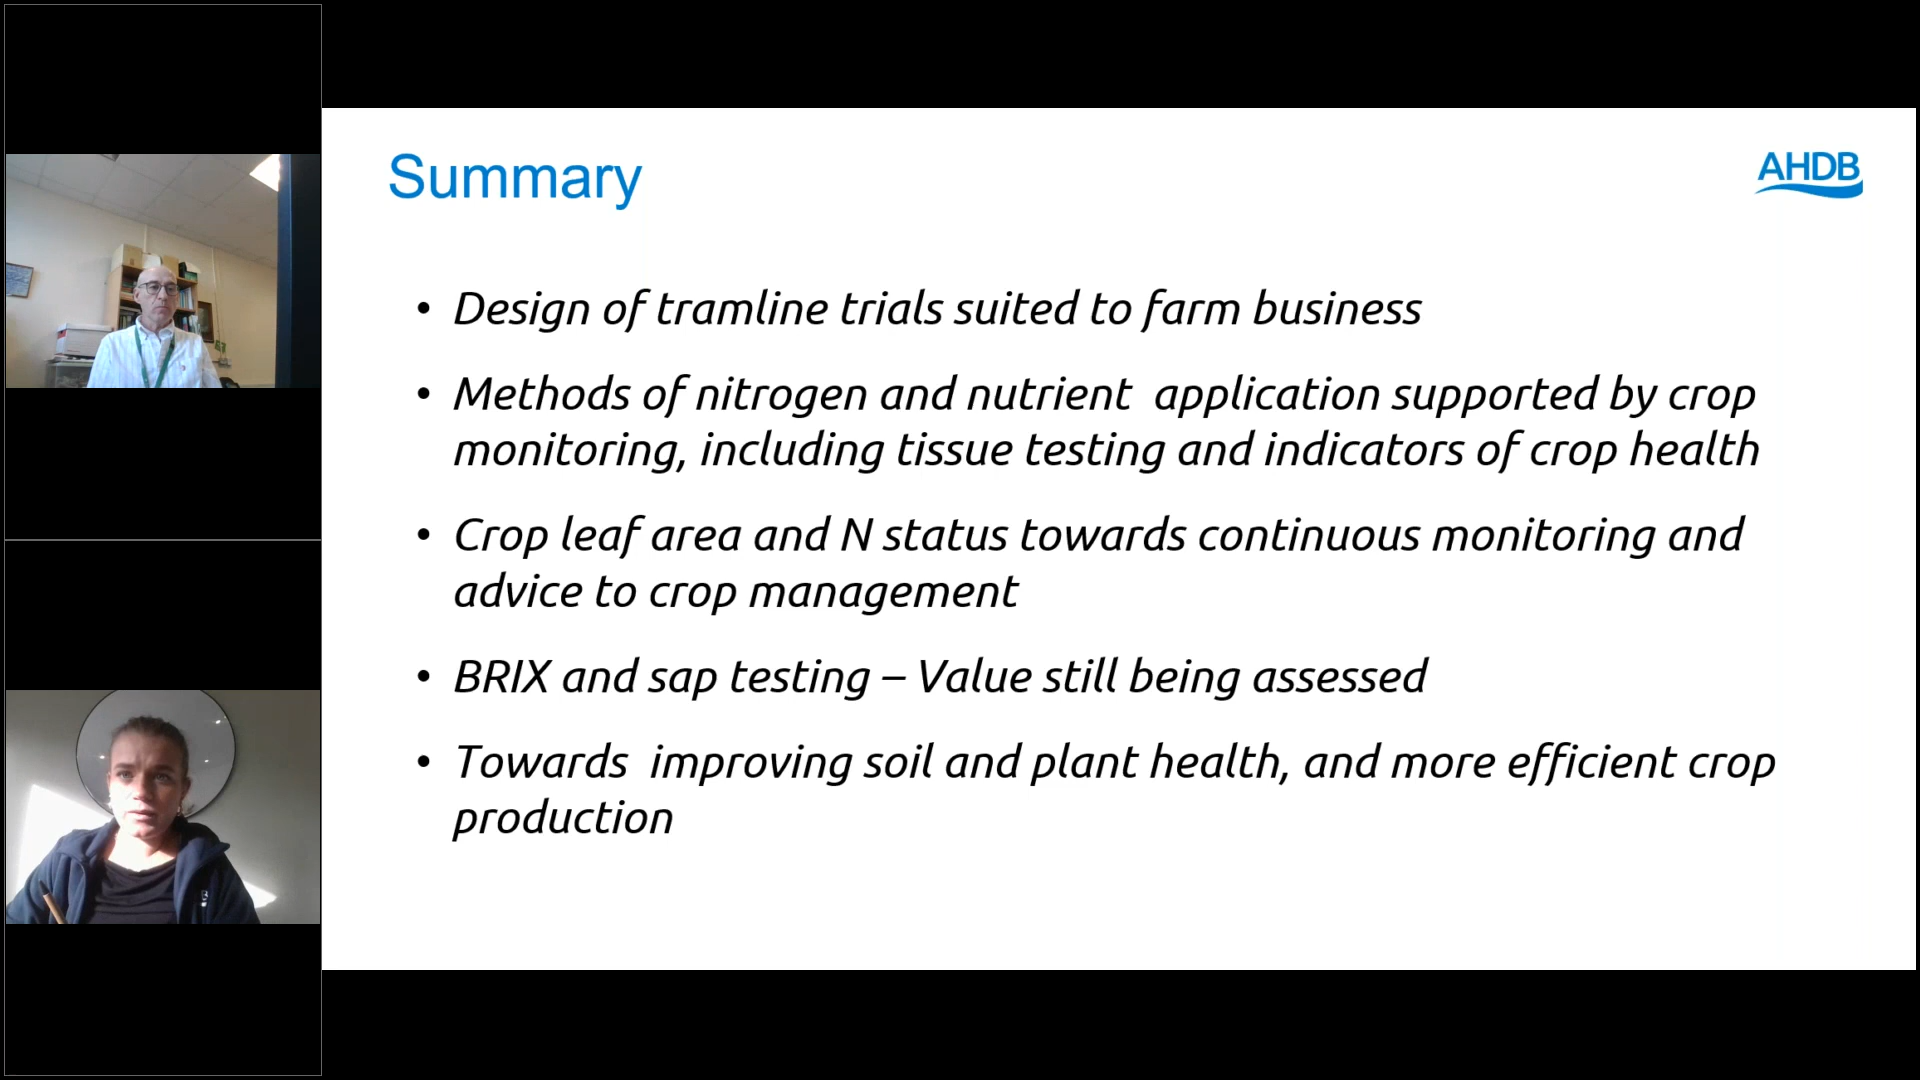 Summary
AHDB
• Design of tramline trials suited to farm business
• Methods of nitrogen and nutrient  application supported by crop
monitoring, including tissue testing and indicators of crop health
• Crop leaf area and N status towards continuous monitoring and
advice to crop management
• BRIX and sap testing – Value still being assessed
• Towards  improving soil and plant health, and more efficient crop
production